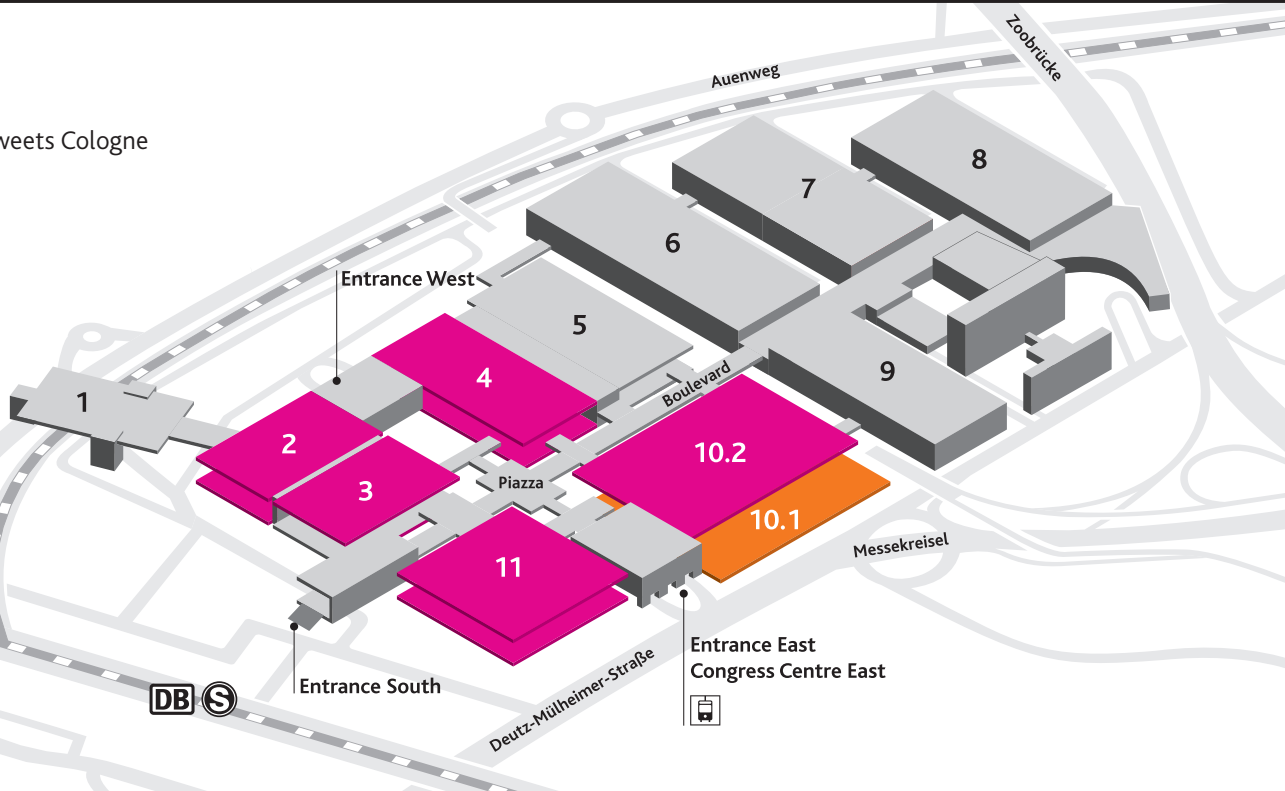 Zoobrücke
Auenweg
weets Cologne
8
7
6
Entrance West
5
4
Boulevard
9
1
2
10.2
3
Piazza
10.1
Messekreisel
11
Entrance East
Congress Centre East
Entrance South
DB S
Deutz-Mülheimer-Straße